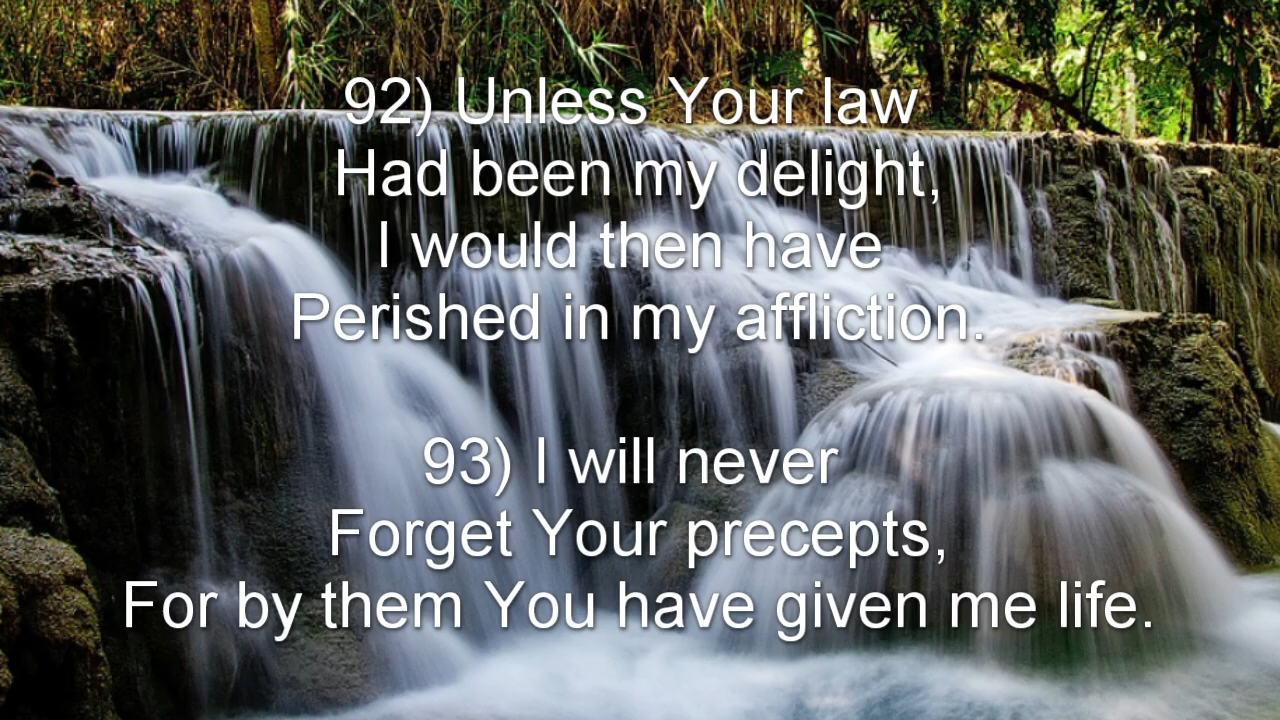 92) Unless Your law
Had been my delight,
I would then have
Perished in my affliction.
93) I will never
Forget Your precepts,
For by them You have given me life.